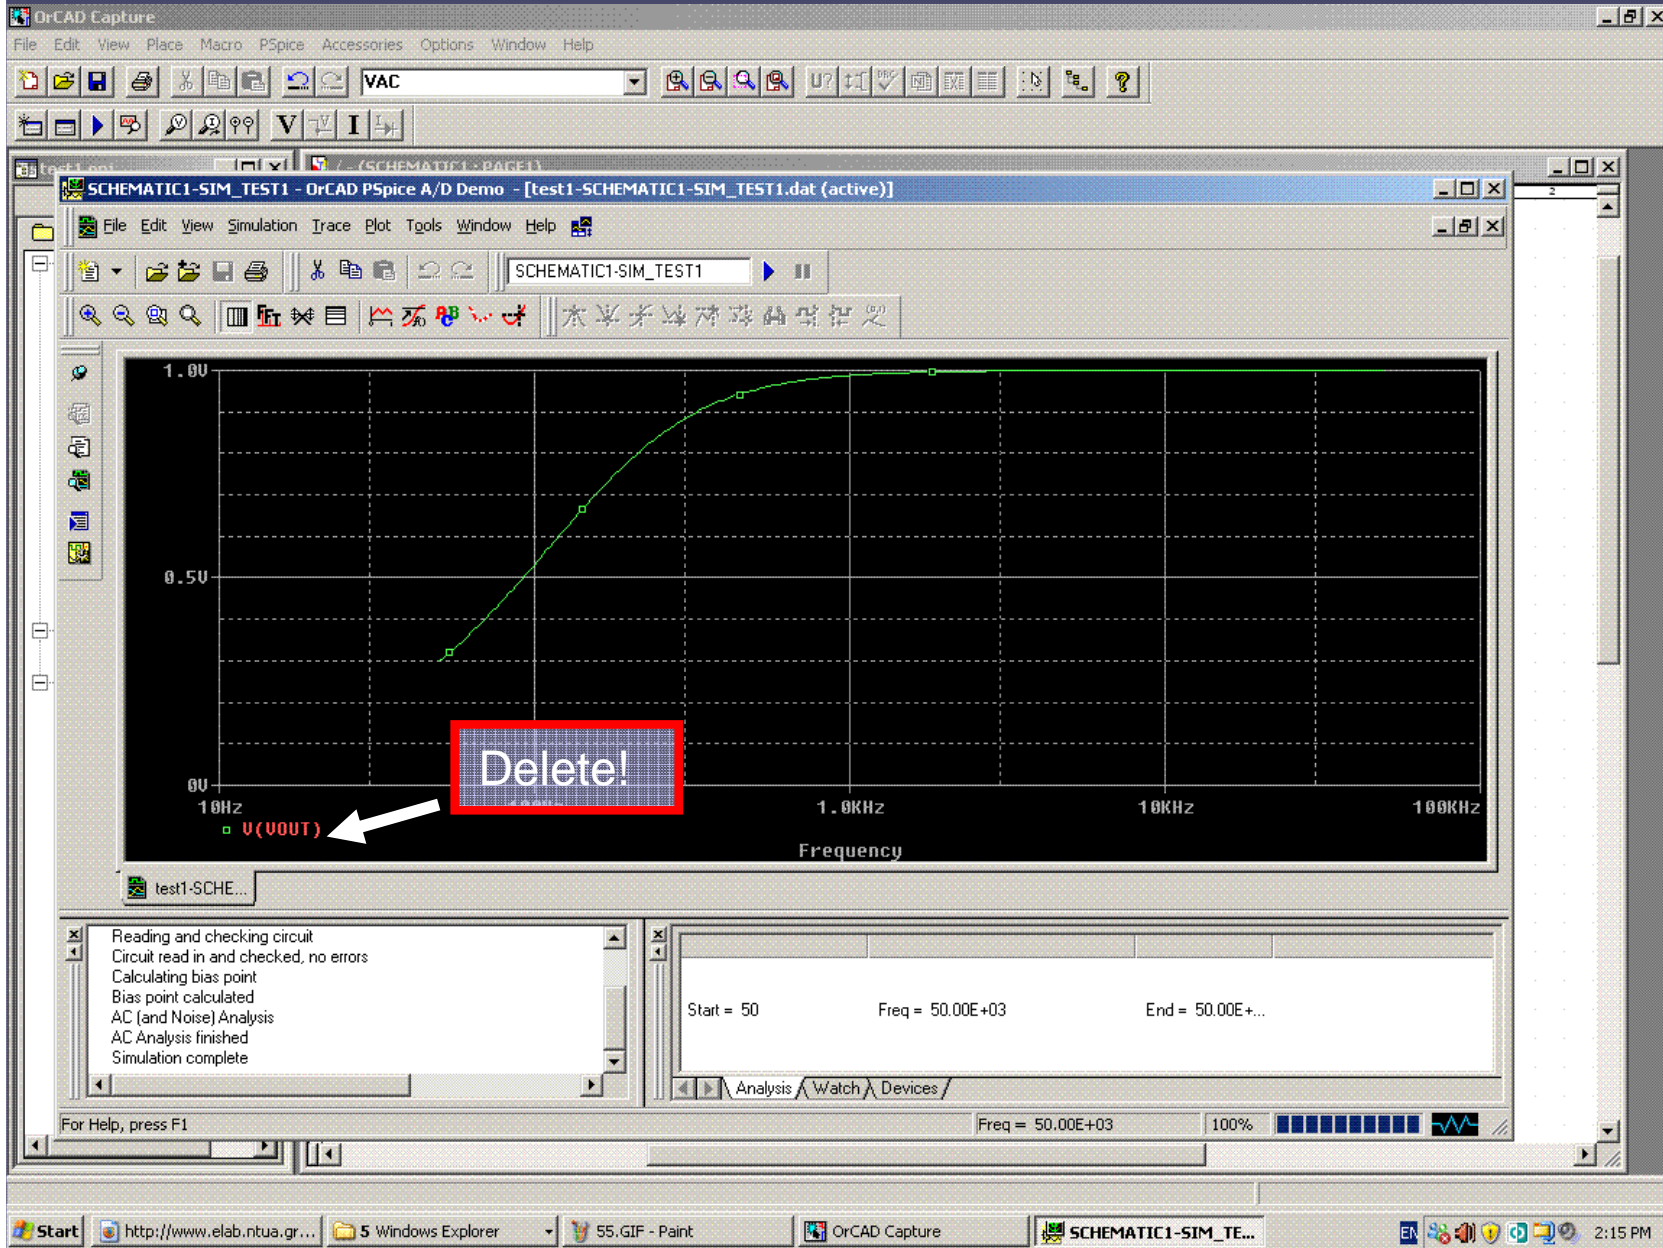 OrCAD Capture
File Edit View Place Macro PSpice Accessories Options Window Help
VAC
U?
V I
/ - (SCHEMATIC1 : PAGE1)
SCHEMATIC1-SIM_TEST1 - OrCAD PSpice A/D Demo - [test1-SCHEMATIC1-SIM_TEST1.dat (active)]
2
File Edit View Simulation Trace Plot Tools Window Help
SCHEMATIC1-SIM_TEST1
FFT
1.0V
0.5V
0V
Delete!
10Hz 1.0KHz 10KHz 100KHz
V(VOUT)
Frequency
test1-SCHE...
Reading and checking circuit
Circuit read in and checked, no errors
Calculating bias point
Bias point calculated
AC (and Noise) Analysis
AC Analysis finished
Simulation complete
Start = 50 Freq = 50.00E+03 End = 50.00E+...
Analysis Watch Devices
For Help, press F1
Freq = 50.00E+03 100%
Start http://www.elab.ntua.gr... 5 Windows Explorer 55.GIF - Paint OrCAD Capture SCHEMATIC1-SIM_TE... EN 2:15 PM